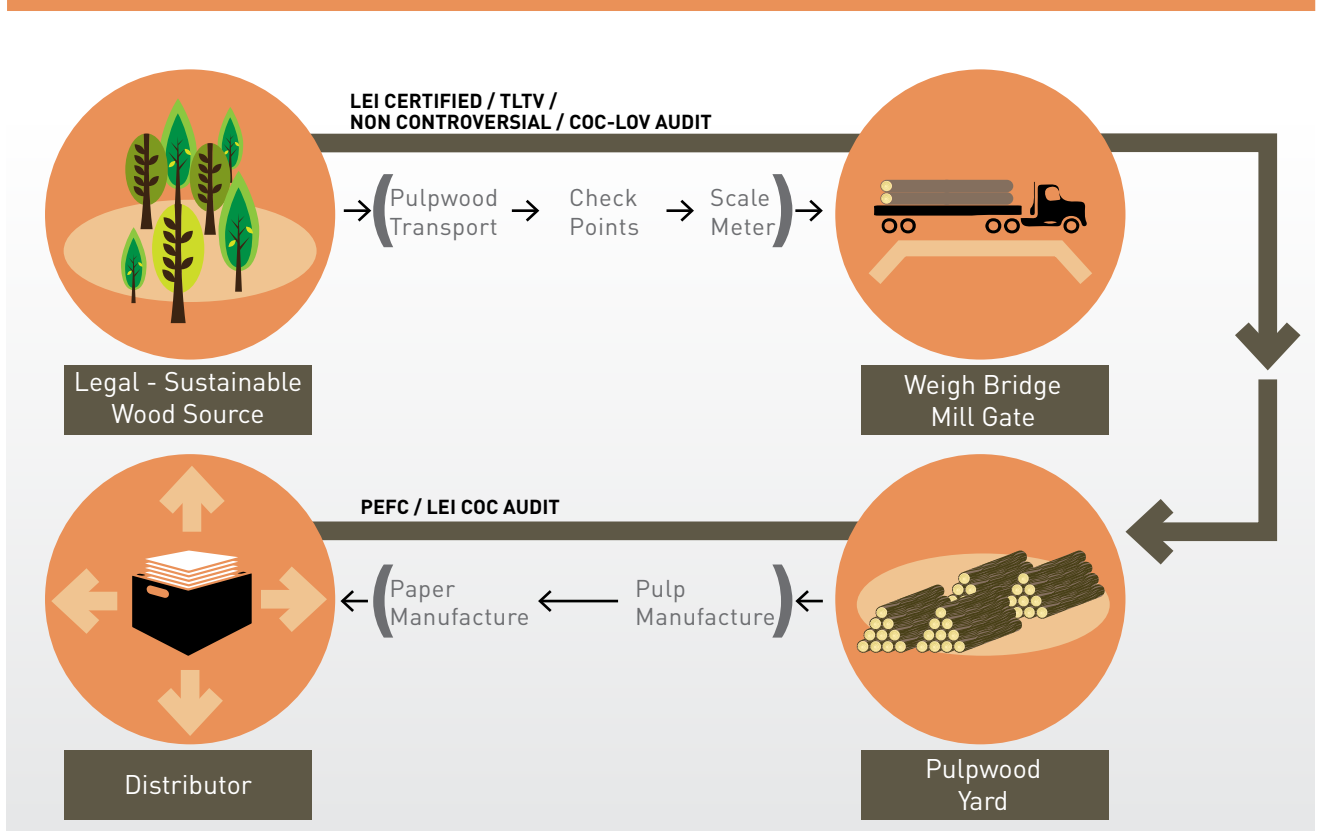 LEI CERTIFIED / TLTV /
NON CONTROVERSIAL / COC-LOV AUDIT
Pulpwood
Transport
Check
Points
Scale
Meter
Legal - Sustainable
Wood Source
Weigh Bridge
Mill Gate
PEFC / LEI COC AUDIT
Paper
Manufacture
Pulp
Manufacture
Distributor
Pulpwood
Yard